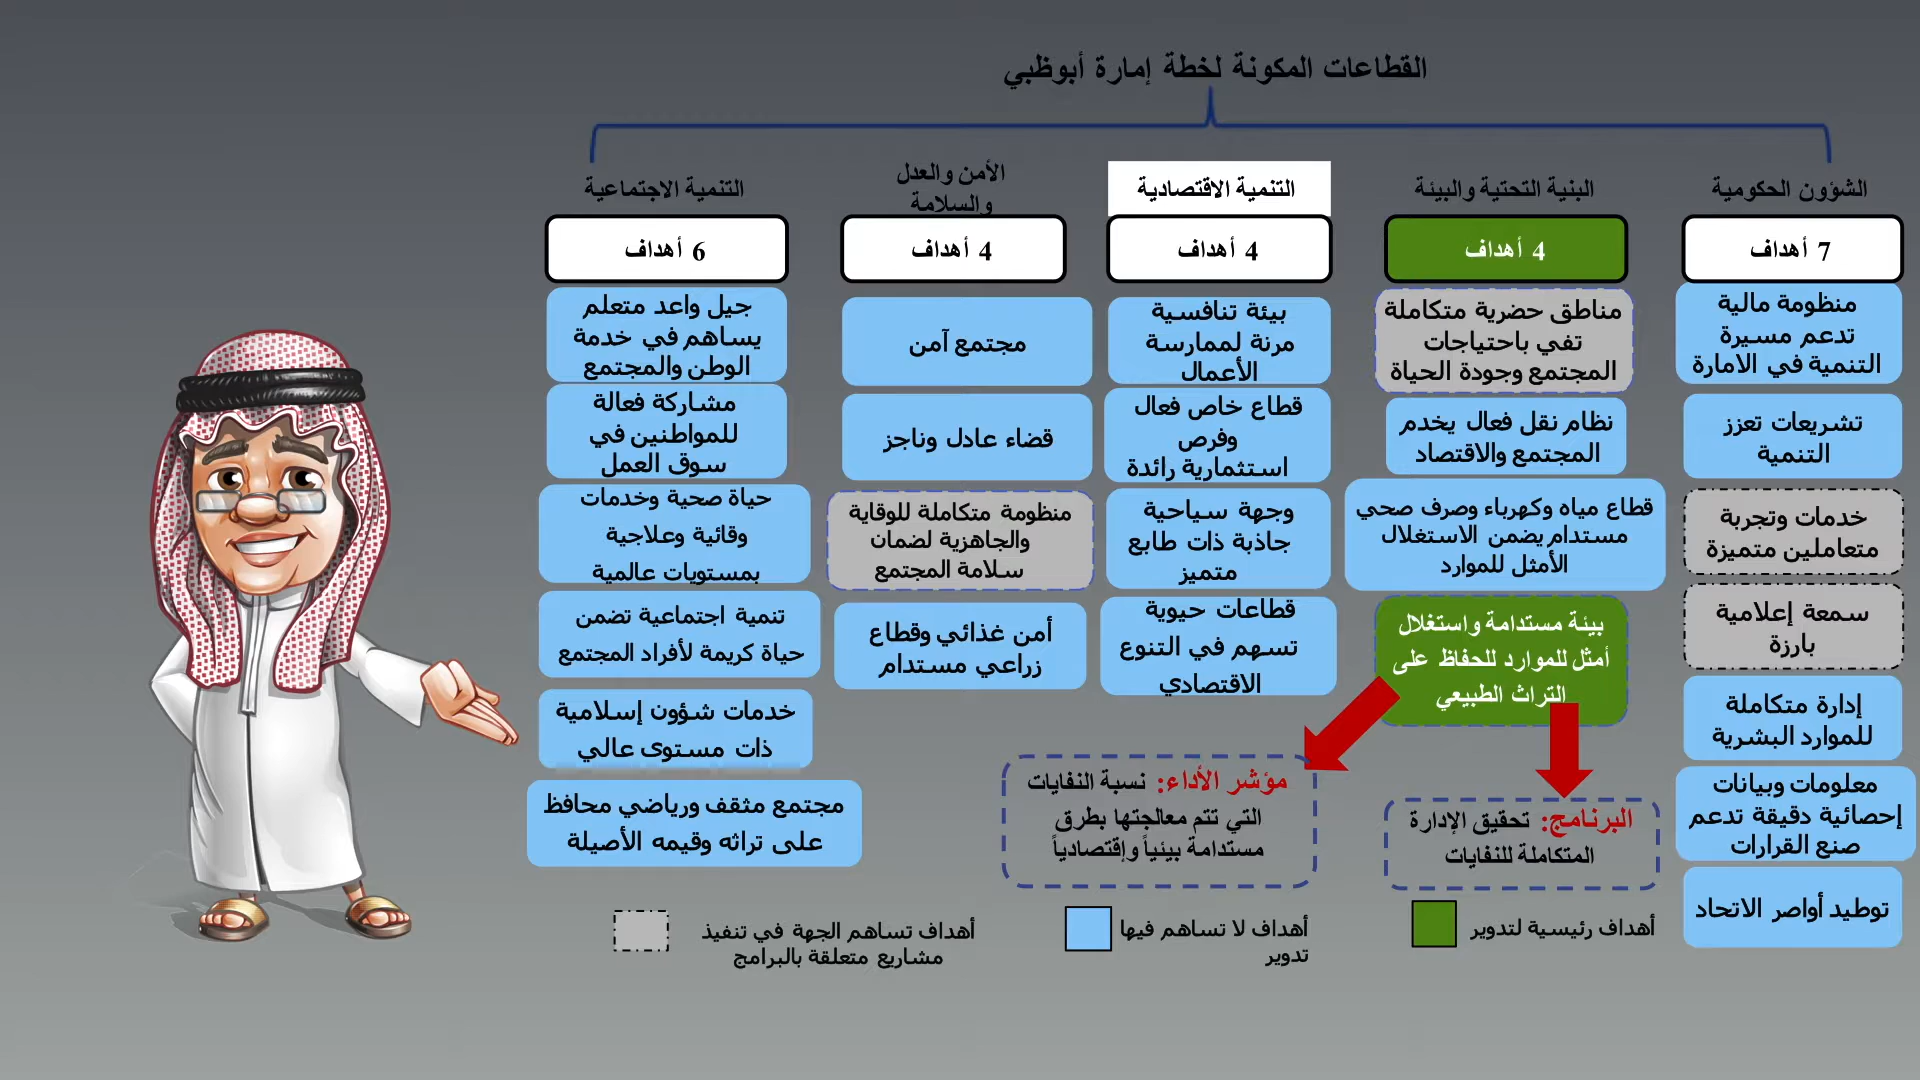 القطاعات المكونة لخطة إمارة أبوظبي
الشؤون الحكومية
7 أهداف
منظومة مالية
تدعم مسيرة
التنمية في الامارة
تشريعات تعزز
التنمية
خدمات وتجربة
متعاملين متميزة
سمعة إعلامية
بارزة
إدارة متكاملة
للموارد البشرية
معلومات وبيانات
إحصائية دقيقة تدعم
صنع القرارات
توطيد أواصر الاتحاد
البنية التحتية والبيئة
4 أهداف
مناطق حضرية متكاملة
تفي باحتياجات
المجتمع وجودة الحياة
نظام نقل فعال يخدم
المجتمع والاقتصاد
قطاع مياه وكهرباء وصرف صحي
مستدام يضمن الاستغلال
الأمثل للموارد
بيئة مستدامة واستغلال
أمثل للموارد للحفاظ على
التراث الطبيعي
التنمية الاقتصادية
4 أهداف
بيئة تنافسية
مرنة لممارسة
الأعمال
قطاع خاص فعال
وفرص
استثمارية رائدة
وجهة سياحية
جاذبة ذات طابع
متميز
قطاعات حيوية
تسهم في التنوع
الاقتصادي
الأمن والعدل
والسلامة
4 أهداف
مجتمع آمن
قضاء عادل وناجز
منظومة متكاملة للوقاية
والجاهزية لضمان
سلامة المجتمع
أمن غذائي وقطاع
زراعي مستدام
التنمية الاجتماعية
6 أهداف
جيل واعد متعلم
يساهم في خدمة
الوطن والمجتمع
مشاركة فعالة
للمواطنين في
سوق العمل
حياة صحية وخدمات
وقائية وعلاجية
بمستويات عالمية
تنمية اجتماعية تضمن
حياة كريمة لأفراد المجتمع
خدمات شؤون إسلامية
ذات مستوى عالي
مجتمع مثقف ورياضي محافظ
على تراثه وقيمه الأصيلة
البرنامج: تحقيق الإدارة
المتكاملة للنفايات
مؤشر الأداء: نسبة النفايات
التي تتم معالجتها بطرق
مستدامة بيئياً وإقتصادياً
أهداف رئيسية لتدوير
أهداف لا تساهم فيها
تدوير
أهداف تساهم الجهة في تنفيذ
مشاريع متعلقة بالبرامج